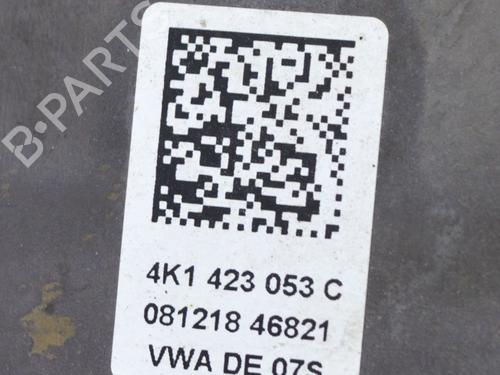 B-PARTS
4K1 423 053 C
081218 46821
VWA DE 07S